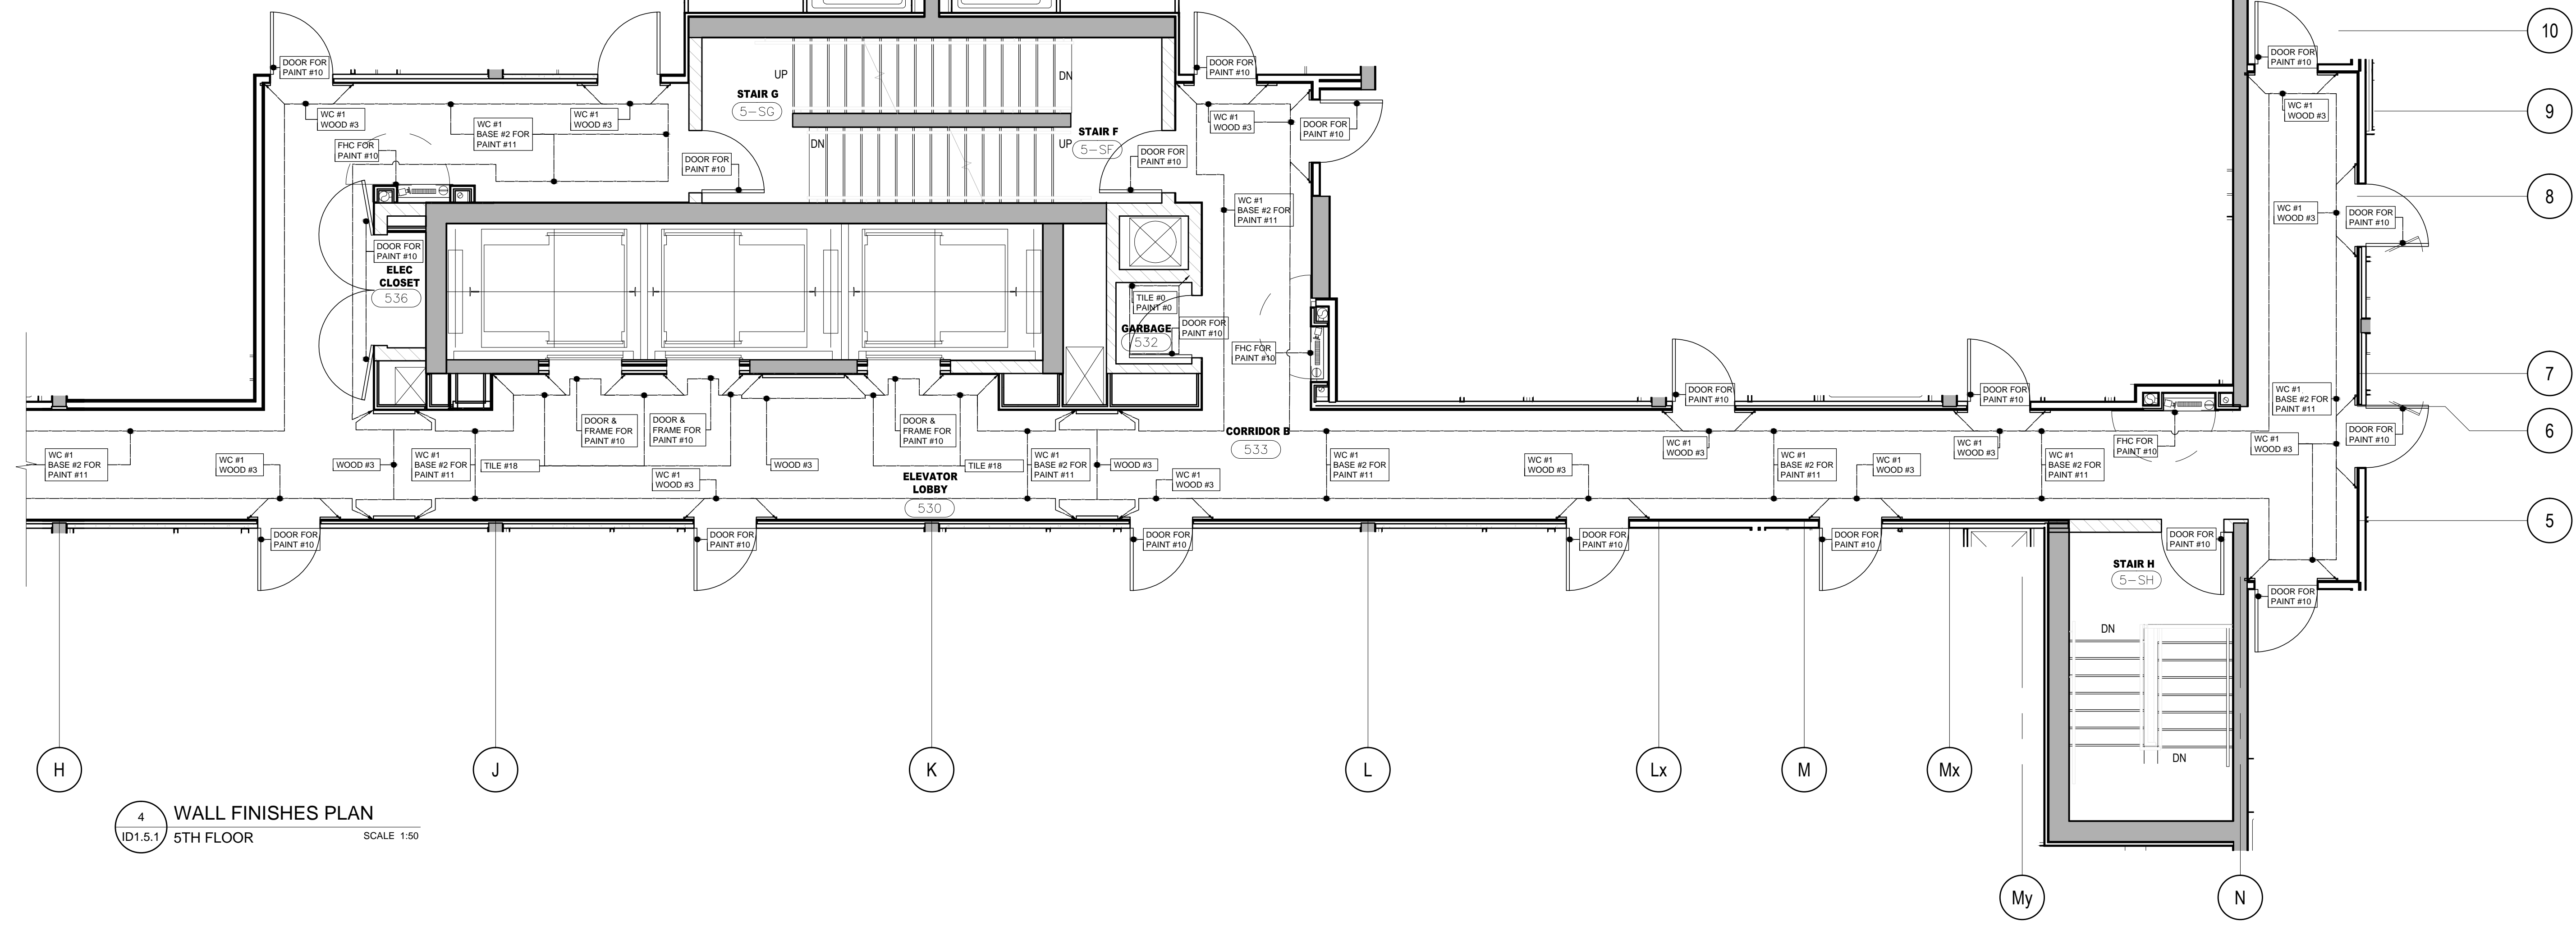 10
DOOR FOR
PAINT #10
DOOR FOR
PAINT #10
DOOR FOR
PAINT #10
UP
DN
STAIR G
5-SG
9
WC #1
WOOD #3
WC #1
BASE #2 FOR
PAINT #11
WC #1
WOOD #3
WC #1
WOOD #3
DOOR FOR
PAINT #10
WC #1
WOOD #3
STAIR F
5-SF
DN
UP
FHC FOR
PAINT #10
DOOR FOR
PAINT #10
DOOR FOR
PAINT #10
8
WC #1
BASE #2 FOR
PAINT #11
WC #1
WOOD #3
DOOR FOR
PAINT #10
DOOR FOR
PAINT #10
ELEC
CLOSET
536
TILE #0
PAINT #0
GARBAGE
532
DOOR FOR
PAINT #10
FHC FOR
PAINT #10
7
DOOR FOR
PAINT #10
DOOR FOR
PAINT #10
WC #1
BASE #2 FOR
PAINT #11
DOOR &
FRAME FOR
PAINT #10
DOOR &
FRAME FOR
PAINT #10
DOOR &
FRAME FOR
PAINT #10
CORRIDOR B
533
6
DOOR FOR
PAINT #10
WC #1
BASE #2 FOR
PAINT #11
WC #1
WOOD #3
WOOD #3
WC #1
BASE #2 FOR
PAINT #11
TILE #18
WC #1
WOOD #3
WOOD #3
TILE #18
WC #1
BASE #2 FOR
PAINT #11
WOOD #3
WC #1
WOOD #3
WC #1
BASE #2 FOR
PAINT #11
WC #1
WOOD #3
WC #1
WOOD #3
WC #1
BASE #2 FOR
PAINT #11
WC #1
WOOD #3
WC #1
WOOD #3
WC #1
BASE #2 FOR
PAINT #11
FHC FOR
PAINT #10
WC #1
WOOD #3
ELEVATOR
LOBBY
530
5
DOOR FOR
PAINT #10
DOOR FOR
PAINT #10
DOOR FOR
PAINT #10
DOOR FOR
PAINT #10
DOOR FOR
PAINT #10
DOOR FOR
PAINT #10
STAIR H
5-SH
DOOR FOR
PAINT #10
DN
DN
H
J
K
L
Lx
M
Mx
My
N
4
ID1.5.1
WALL FINISHES PLAN
5TH FLOOR
SCALE 1:50